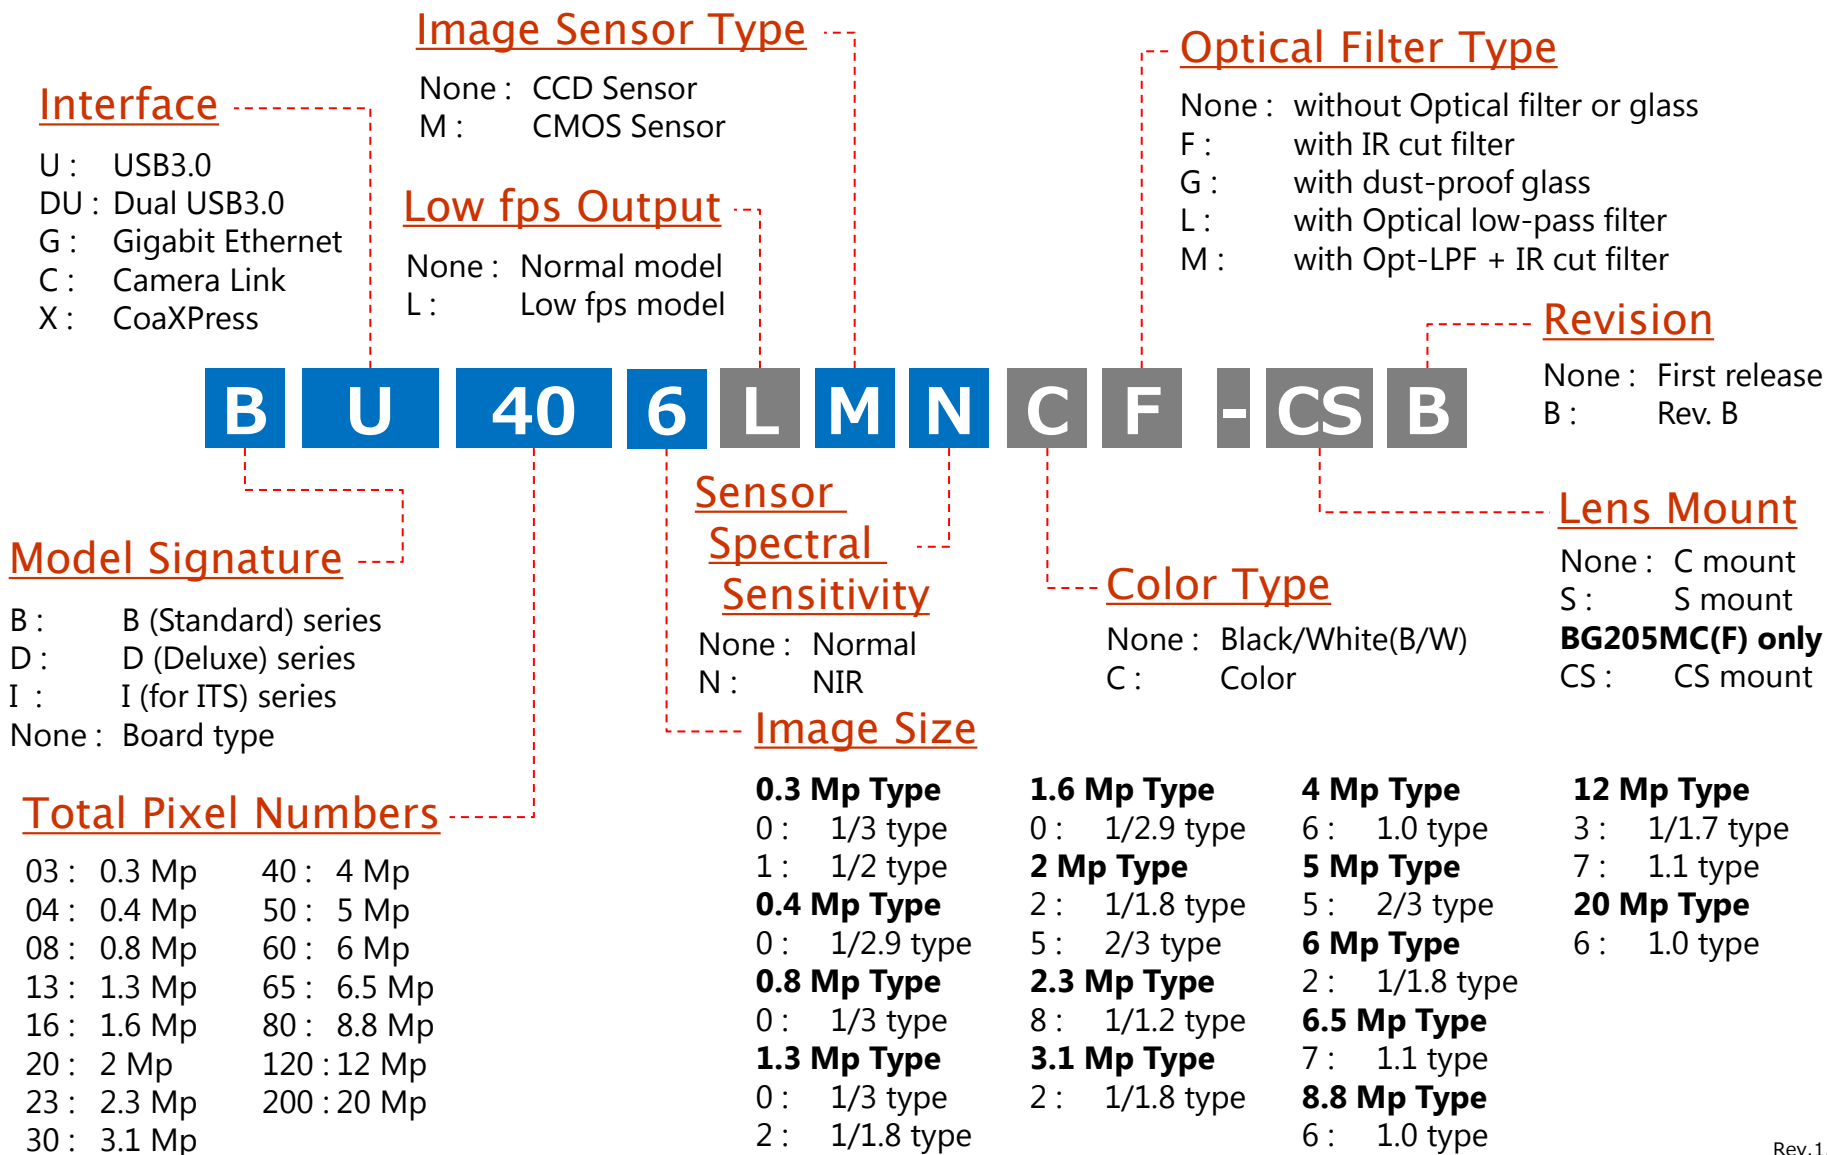 Image Sensor Type
None : CCD Sensor
M : CMOS Sensor
Optical Filter Type
None : without Optical filter or glass
F : with IR cut filter
G : with dust-proof glass
L : with Optical low-pass filter
M : with Opt-LPF + IR cut filter
Interface
U : USB3.0
DU : Dual USB3.0
G : Gigabit Ethernet
C : Camera Link
X : CoaXPress
Low fps Output
None : Normal model
L : Low fps model
Revision
None : First release
B : Rev. B
B U 40 6 L M N C F - CS B
Model Signature
B : B (Standard) series
D : D (Deluxe) series
I : I (for ITS) series
None : Board type
Sensor
Spectral
Sensitivity
None : Normal
N : NIR
Color Type
None : Black/White(B/W)
C : Color
Lens Mount
None : C mount
S : S mount
BG205MC(F) only
CS : CS mount
Total Pixel Numbers
03 : 0.3 Mp
04 : 0.4 Mp
08 : 0.8 Mp
13 : 1.3 Mp
16 : 1.6 Mp
20 : 2 Mp
23 : 2.3 Mp
30 : 3.1 Mp
40 : 4 Mp
50 : 5 Mp
60 : 6 Mp
65 : 6.5 Mp
80 : 8.8 Mp
120 : 12 Mp
200 : 20 Mp
Image Size
0.3 Mp Type
0 : 1/3 type
1 : 1/2 type
0.4 Mp Type
0 : 1/2.9 type
0.8 Mp Type
0 : 1/3 type
1.3 Mp Type
0 : 1/3 type
2 : 1/1.8 type
1.6 Mp Type
0 : 1/2.9 type
2 Mp Type
2 : 1/1.8 type
5 : 2/3 type
2.3 Mp Type
8 : 1/1.2 type
3.1 Mp Type
2 : 1/1.8 type
4 Mp Type
6 : 1.0 type
5 Mp Type
5 : 2/3 type
6 Mp Type
2 : 1/1.8 type
6.5 Mp Type
7 : 1.1 type
8.8 Mp Type
6 : 1.0 type
12 Mp Type
3 : 1/1.7 type
7 : 1.1 type
20 Mp Type
6 : 1.0 type